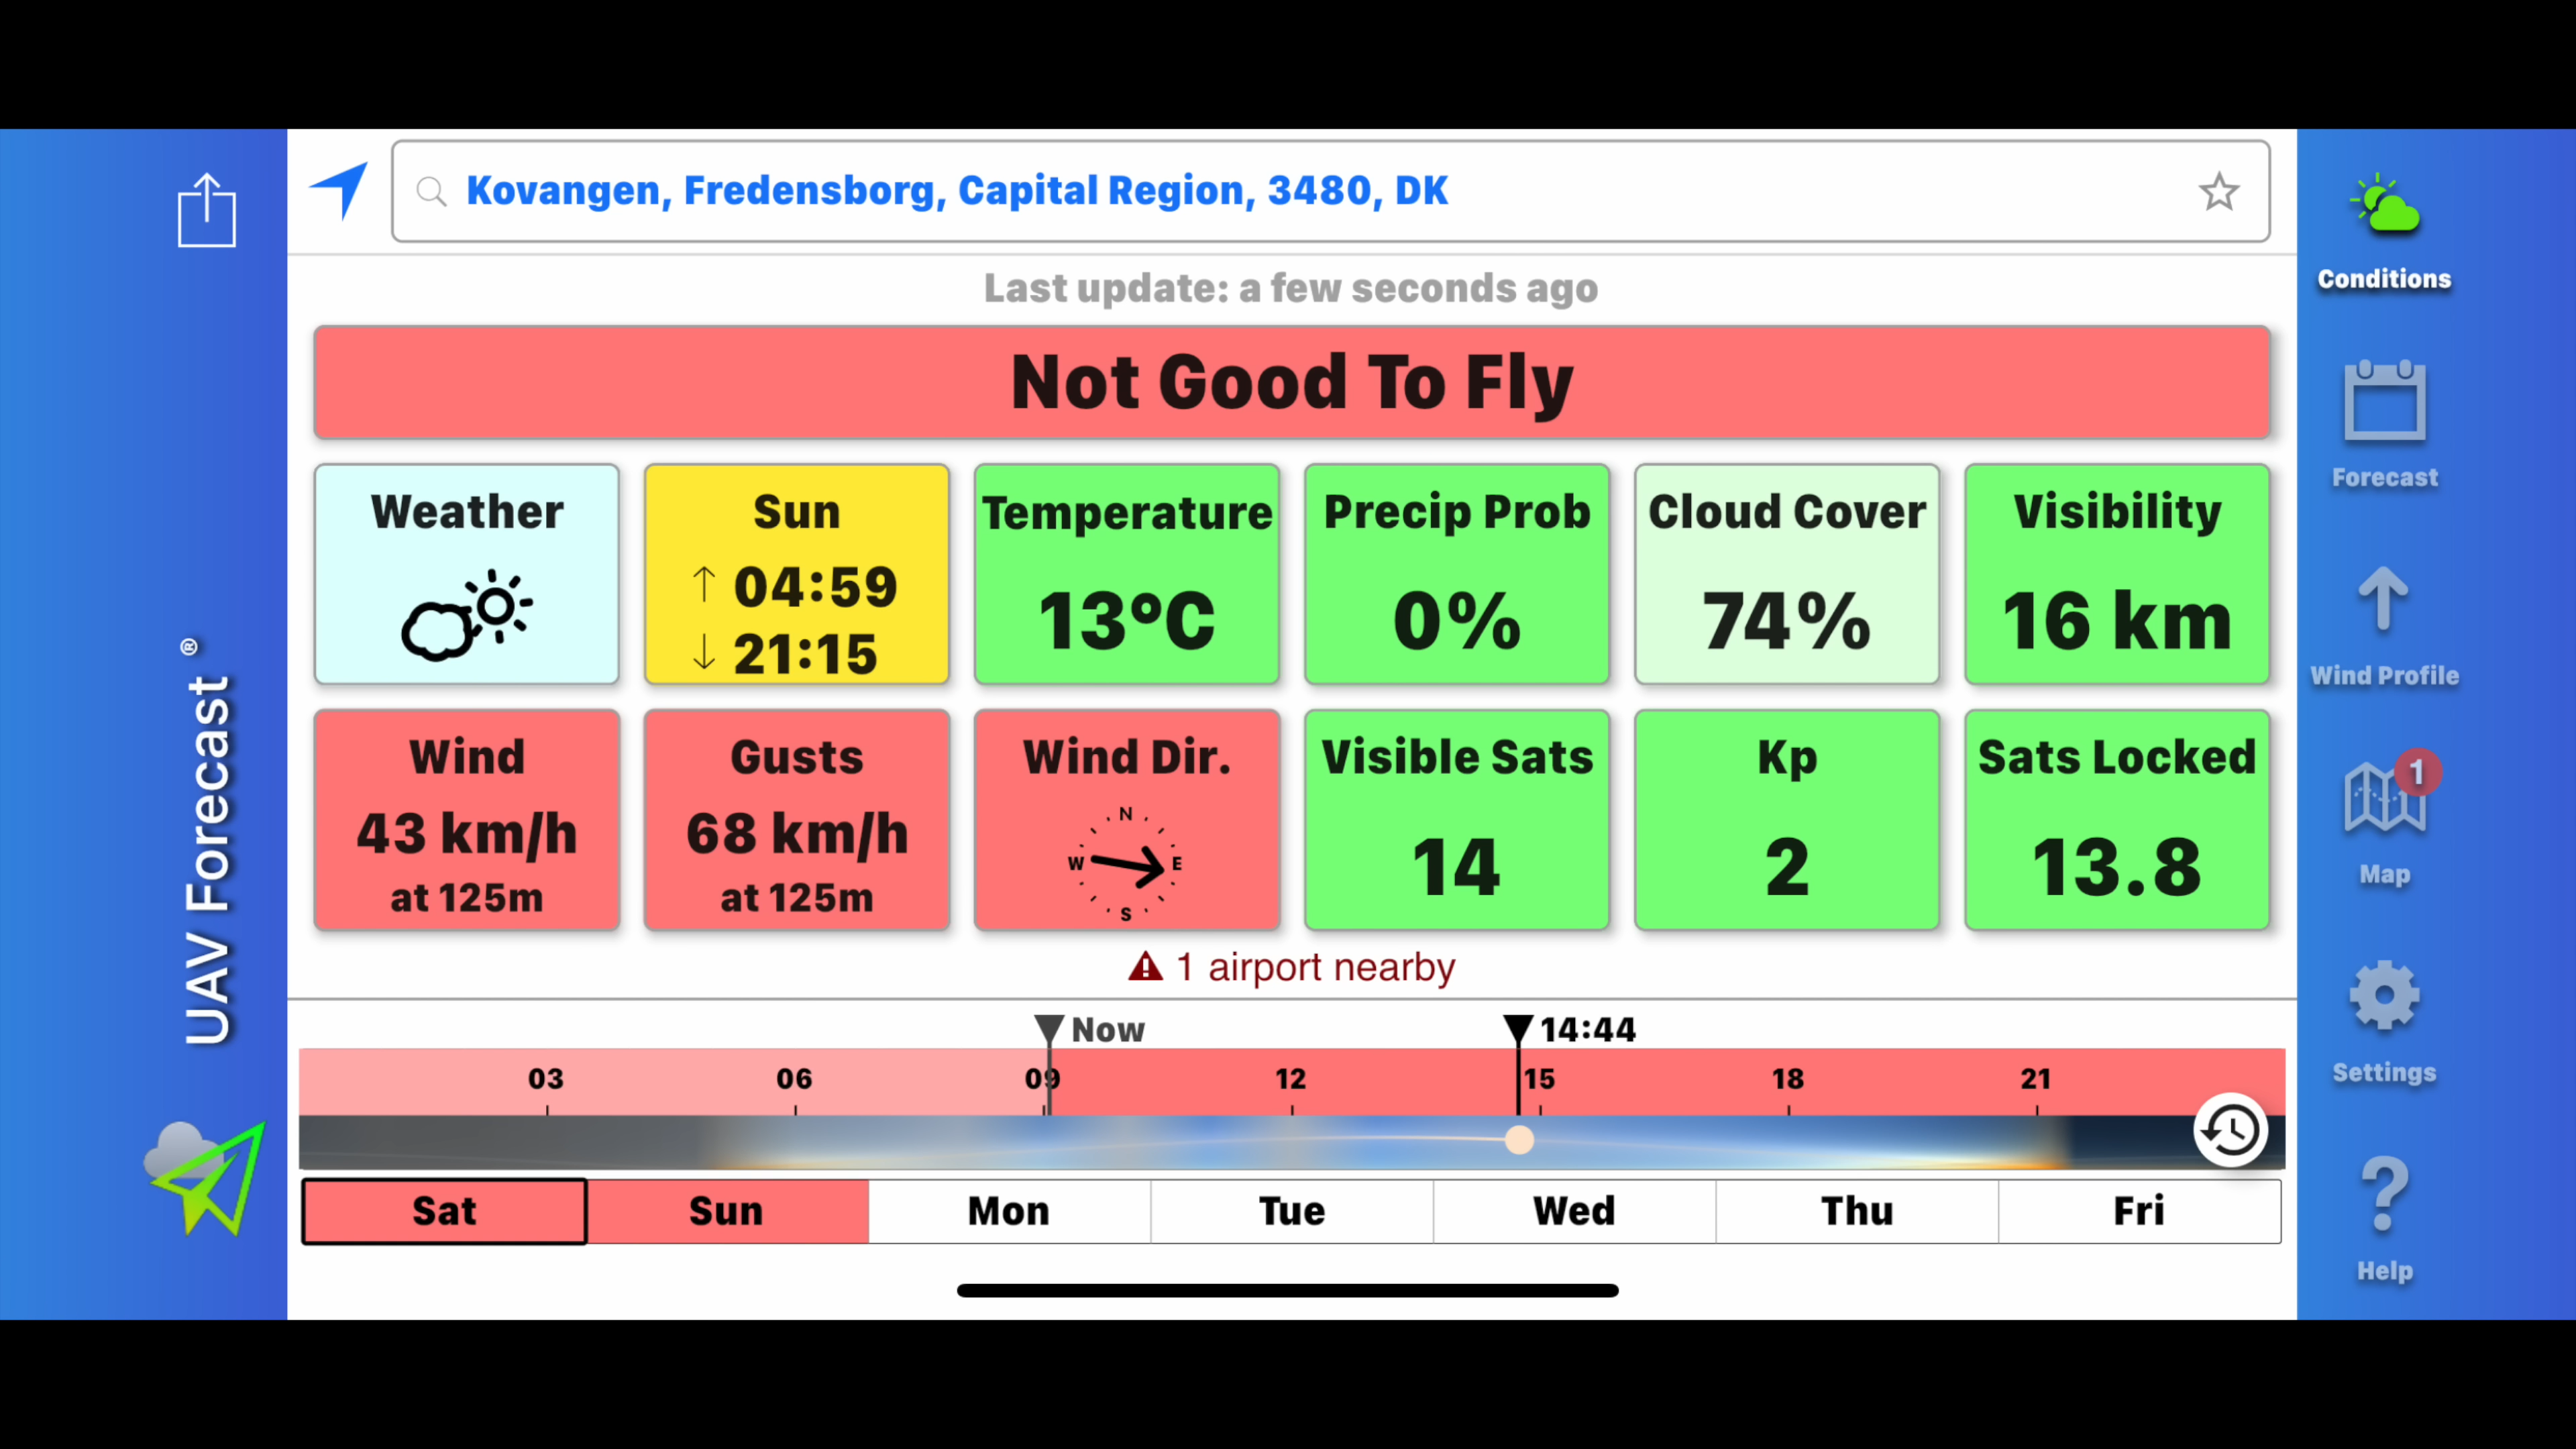 Kovangen, Fredensborg, Capital Region, 3480, DK
Last update: a few seconds ago
Not Good To Fly
Weather
Sun
↑ 04:59
↓ 21:15
Temperature
13°C
Precip Prob
0%
Cloud Cover
74%
Visibility
16 km
Wind
43 km/h
at 125m
Gusts
68 km/h
at 125m
Wind Dir.
N
W E
S
Visible Sats
14
Kp
2
Sats Locked
13.8
1 airport nearby
Now 14:44
03 06 09 12 15 18 21
Sat Sun Mon Tue Wed Thu Fri
UAV Forecast ®
Conditions
Forecast
Wind Profile
1
Map
Settings
Help